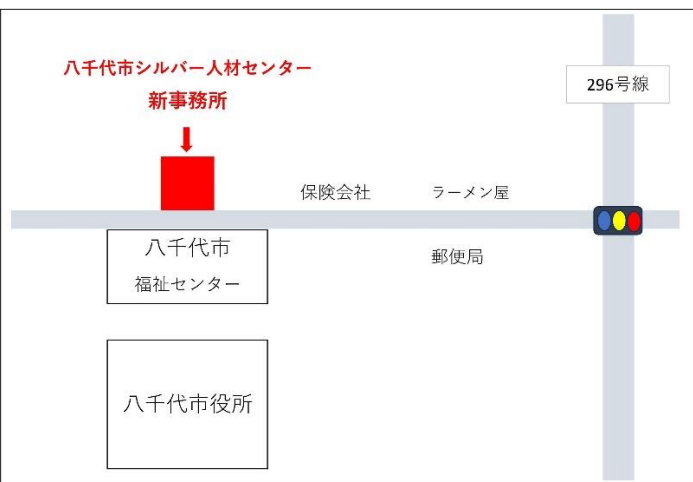 八千代市シルバー人材センター
新事務所
296号線
保険会社
ラーメン屋
八千代市
福祉センター
郵便局
八千代市役所